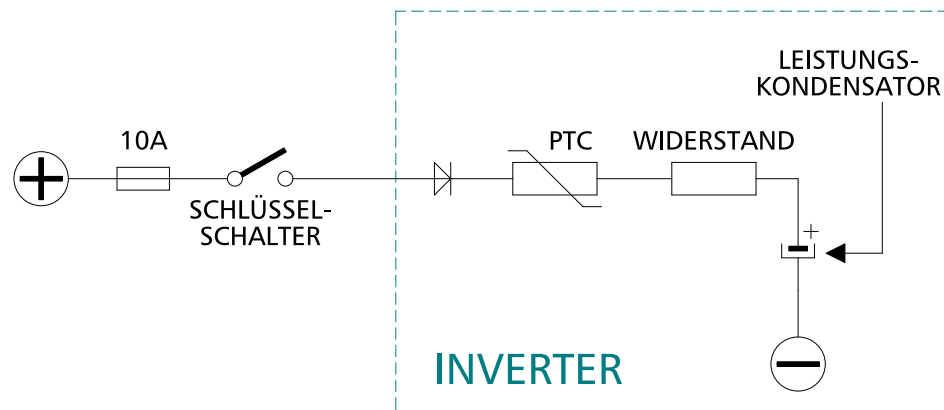 LEISTUNGS-
KONDENSATOR
10A
PTC
WIDERSTAND
SCHLÜSSEL-
SCHALTER
+
INVERTER